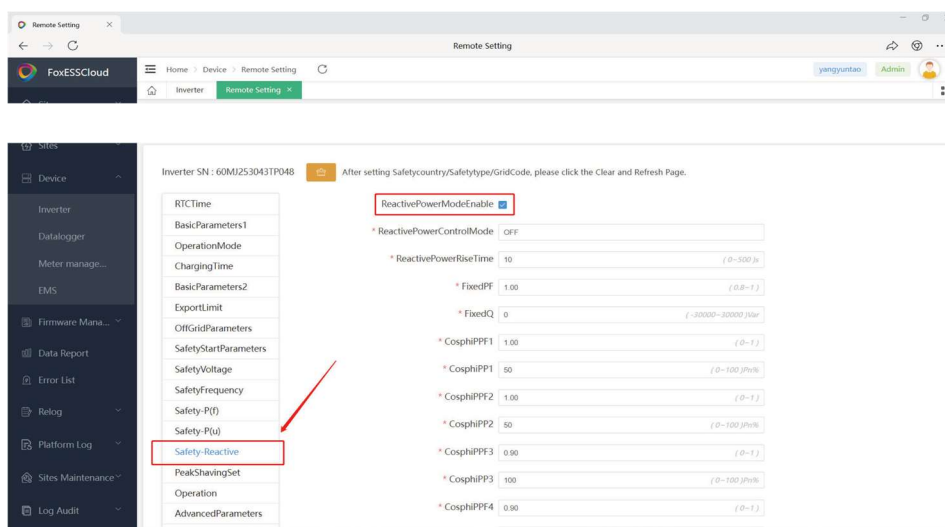 Remote Setting
Remote Setting
FoxESSCloud
Home > Device > Remote Setting
yangyuntao Admin
Inverter Remote Setting
Sites
Device
Inverter
Datalogger
Meter manage...
EMS
Firmware Mana...
Data Report
Error List
Relog
Platform Log
Sites Maintenance
Log Audit
Inverter SN : 60MJ253043TP048 After setting Safetycountry/Safetytype/GridCode, please click the Clear and Refresh Page.
RTCTime
BasicParameters1
OperationMode
ChargingTime
BasicParameters2
ExportLimit
OffGridParameters
SafetyStartParameters
SafetyVoltage
SafetyFrequency
Safety-P(f)
Safety-P(u)
Safety-Reactive
PeakShavingSet
Operation
AdvancedParameters
ReactivePowerModeEnable
* ReactivePowerControlMode OFF
* ReactivePowerRiseTime 10 ( 0~500 )s
* FixedPF 1.00 ( 0.8~1 )
* FixedQ 0 ( -30000~30000 )Var
* CosphiPPF1 1.00 ( 0~1 )
* CosphiPP1 50 ( 0~100 )Pn%
* CosphiPPF2 1.00 ( 0~1 )
* CosphiPP2 50 ( 0~100 )Pn%
* CosphiPPF3 0.90 ( 0~1 )
* CosphiPP3 100 ( 0~100 )Pn%
* CosphiPPF4 0.90 ( 0~1 )